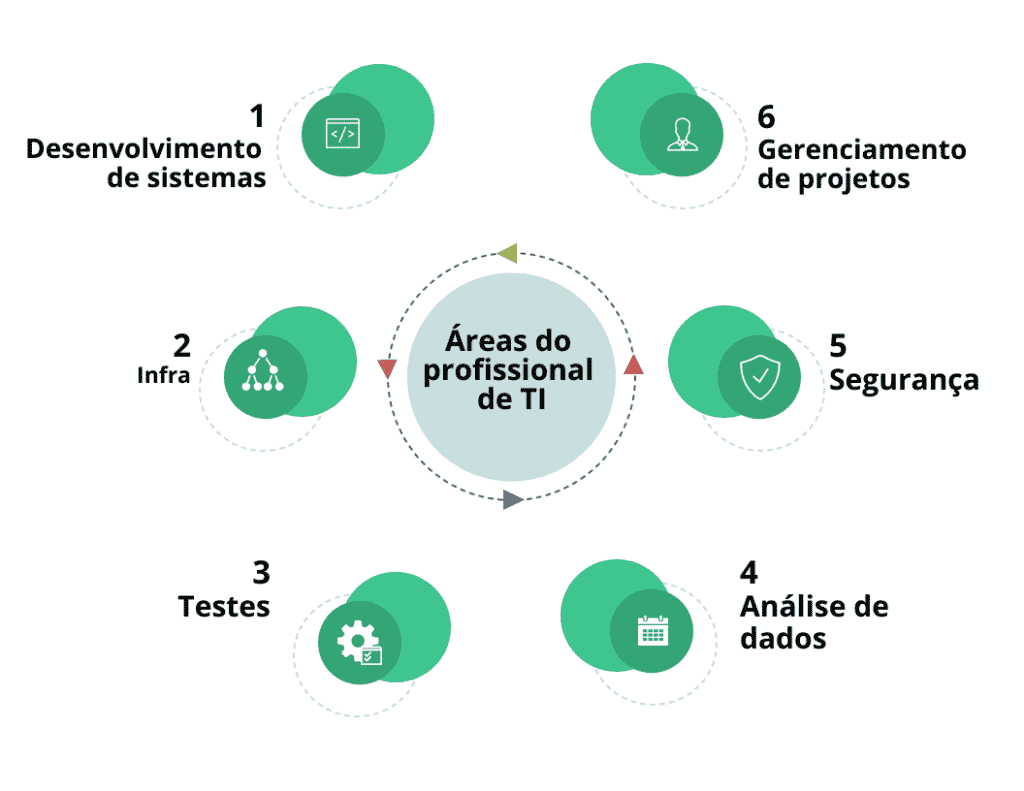 1
Desenvolvimento
de sistemas
6
Gerenciamento
de projetos
</>
Áreas do
profissional
de TI
2
Infra
5
Segurança
3
Testes
4
Análise de
dados